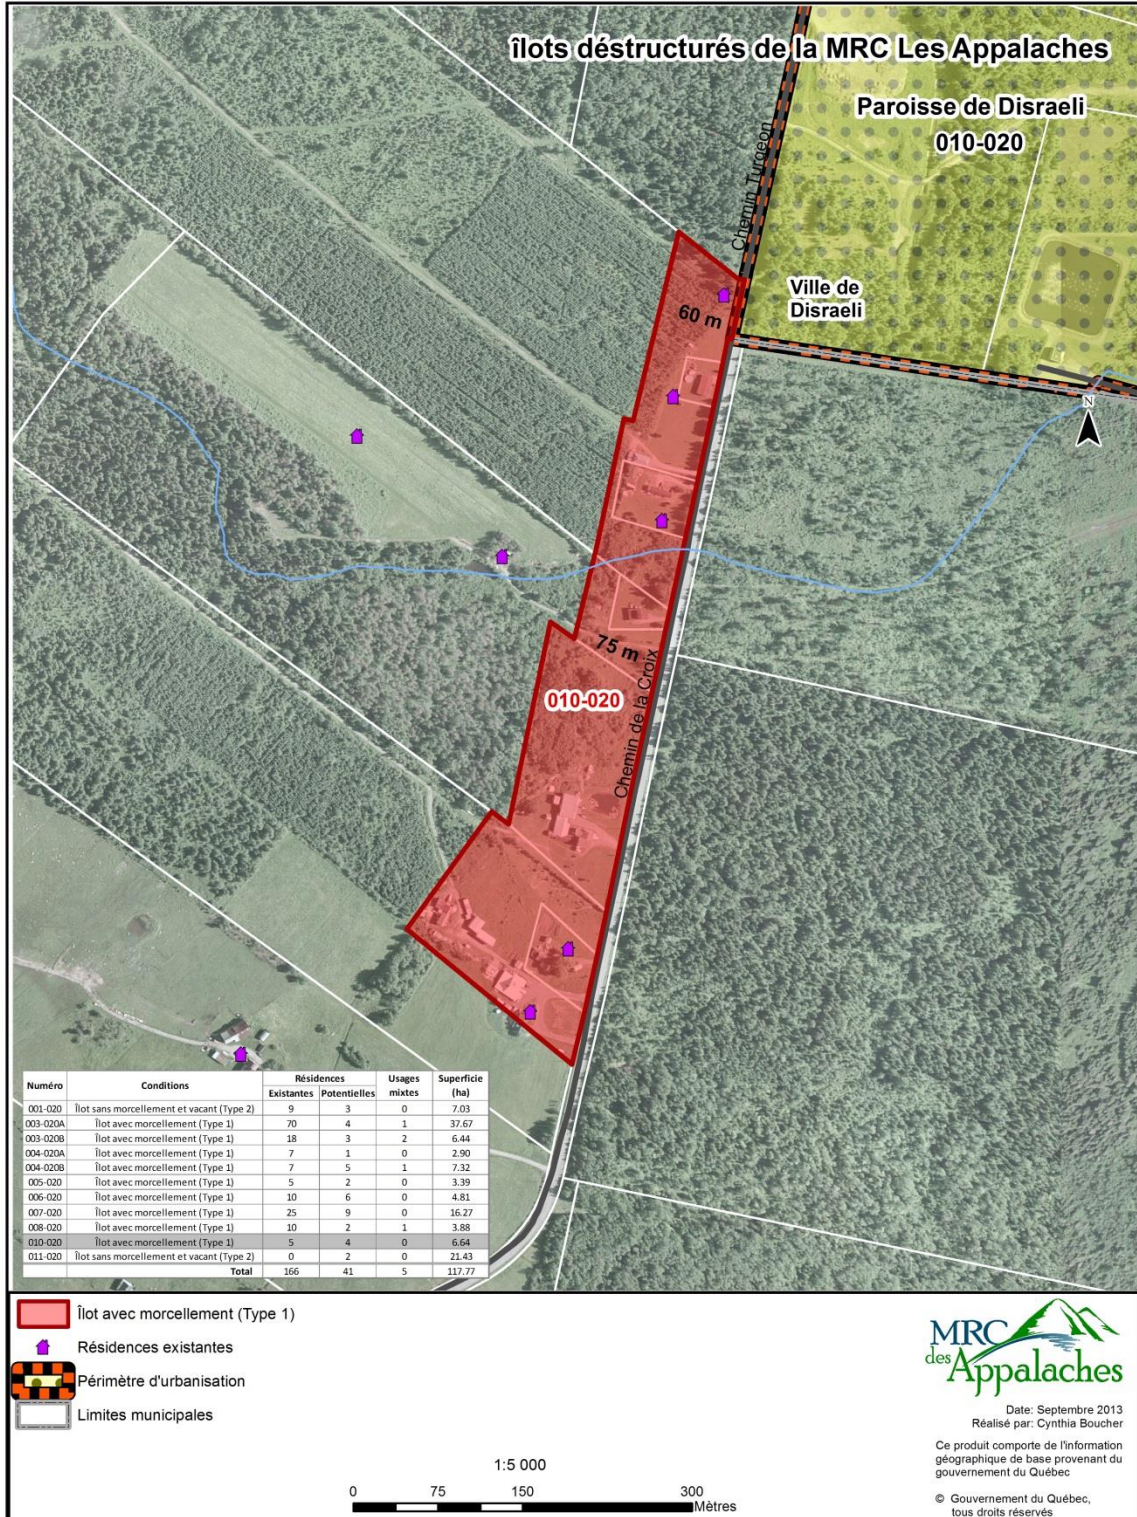 îlots déstructurés de la MRC Les Appalaches
Paroisse de Disraeli
010-020
Chemin Turgeon
Ville de
Disraeli
60 m
N
75 m
010-020
Chemin de la Croix
Numéro Conditions Résidences Usages mixtes Superficie (ha)
Existantes Potentielles
001-020 Îlot sans morcellement et vacant (Type 2) 9 3 0 7.03
003-020A Îlot avec morcellement (Type 1) 70 4 1 37.67
003-020B Îlot avec morcellement (Type 1) 18 3 2 6.44
004-020A Îlot avec morcellement (Type 1) 7 1 0 2.90
004-020B Îlot avec morcellement (Type 1) 7 5 1 7.32
005-020 Îlot avec morcellement (Type 1) 5 2 0 3.39
006-020 Îlot avec morcellement (Type 1) 10 6 0 4.81
007-020 Îlot avec morcellement (Type 1) 25 9 0 16.27
008-020 Îlot avec morcellement (Type 1) 10 2 1 3.88
010-020 Îlot avec morcellement (Type 1) 5 4 0 6.64
011-020 Îlot sans morcellement et vacant (Type 2) 0 2 0 21.43
Total 166 41 5 117.77
Îlot avec morcellement (Type 1)
Résidences existantes
Périmètre d'urbanisation
Limites municipales
1:5 000
0 75 150 300
Mètres
MRC
des Appalaches
Date: Septembre 2013
Réalisé par: Cynthia Boucher
Ce produit comporte de l'information
géographique de base provenant du
gouvernement du Québec
© Gouvernement du Québec,
tous droits réservés